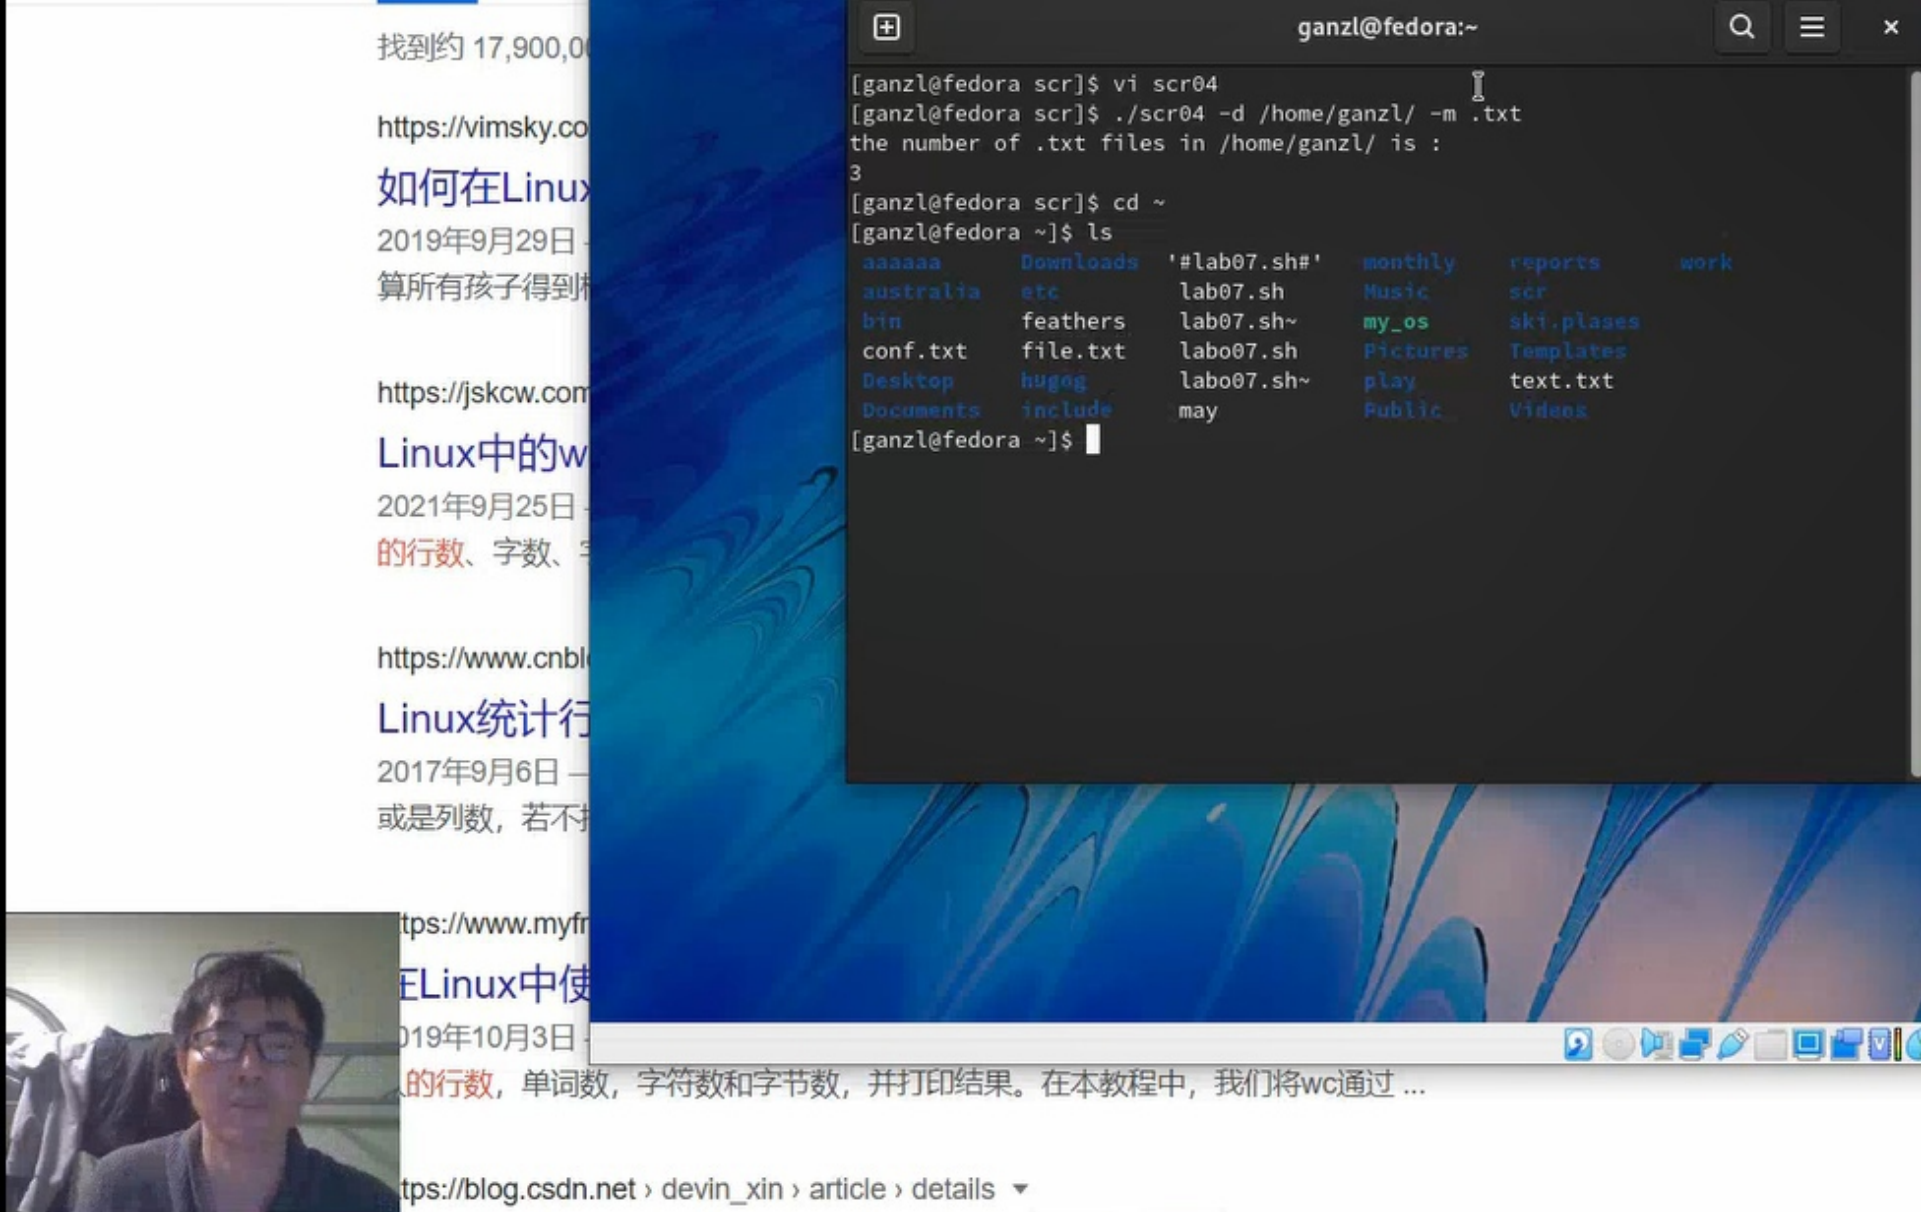 找到约 17,900,0
https://vimsky.co
如何在Linux
2019年9月29日
算所有孩子得到
https://jskcw.com
Linux中的w
2021年9月25日
的行数、字数、
https://www.cnbl
Linux统计行
2017年9月6日 —
或是列数，若不
ttps://www.myfr
在Linux中使
019年10月3日
的行数，单词数，字符数和字节数，并打印结果。在本教程中，我们将wc通过 ...
ttps://blog.csdn.net › devin_xin › article › details
ganzl@fedora:~
[ganzl@fedora scr]$ vi scr04
[ganzl@fedora scr]$ ./scr04 -d /home/ganzl/ -m .txt
the number of .txt files in /home/ganzl/ is :
3
[ganzl@fedora scr]$ cd ~
[ganzl@fedora ~]$ ls
aaaaaa Downloads '#lab07.sh#' monthly reports work
australia etc lab07.sh Music scr
bin feathers lab07.sh~ my_os ski.plases
conf.txt file.txt labo07.sh Pictures Templates
Desktop hugog labo07.sh~ play text.txt
Documents include may Public Videos
[ganzl@fedora ~]$